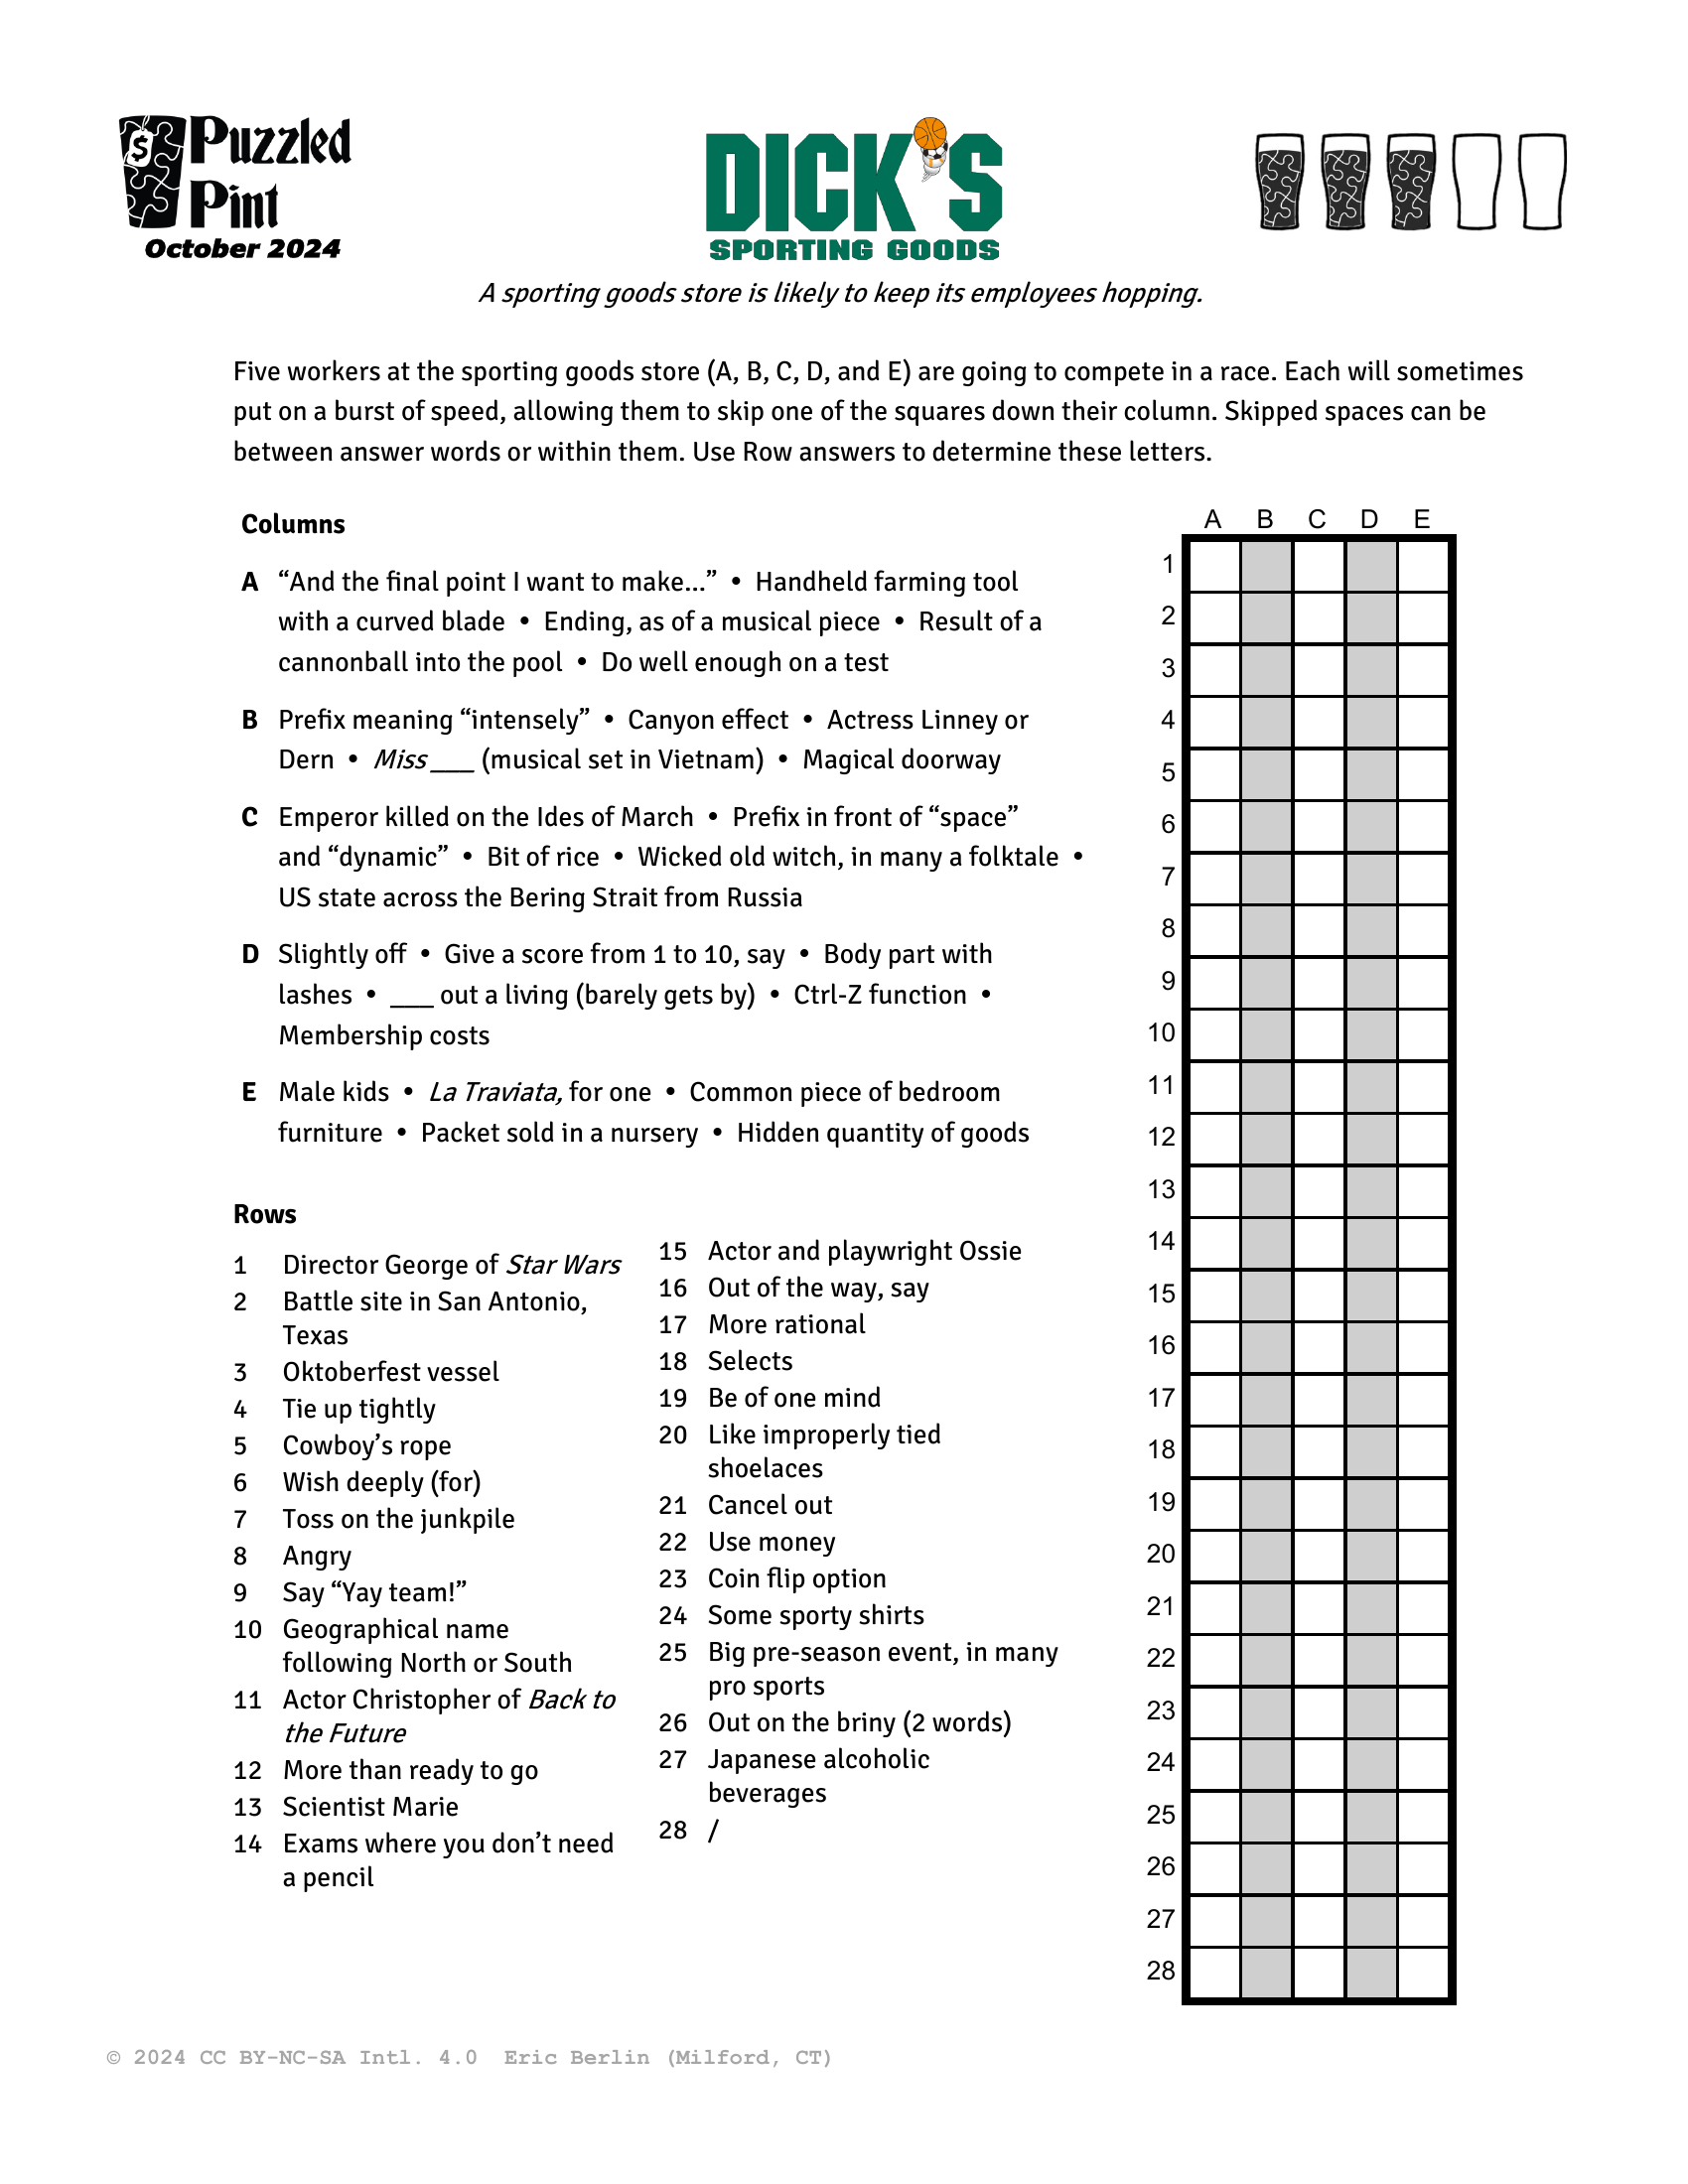 Puzzled
Pint
October 2024
$
DICK'S
SPORTING GOODS
A sporting goods store is likely to keep its employees hopping.
Five workers at the sporting goods store (A, B, C, D, and E) are going to compete in a race. Each will sometimes
put on a burst of speed, allowing them to skip one of the squares down their column. Skipped spaces can be
between answer words or within them. Use Row answers to determine these letters.
Columns
A “And the final point I want to make...” • Handheld farming tool
with a curved blade • Ending, as of a musical piece • Result of a
cannonball into the pool • Do well enough on a test
B Prefix meaning “intensely” • Canyon effect • Actress Linney or
Dern • Miss ___ (musical set in Vietnam) • Magical doorway
C Emperor killed on the Ides of March • Prefix in front of “space”
and “dynamic” • Bit of rice • Wicked old witch, in many a folktale •
US state across the Bering Strait from Russia
D Slightly off • Give a score from 1 to 10, say • Body part with
lashes • ___ out a living (barely gets by) • Ctrl-Z function •
Membership costs
E Male kids • La Traviata, for one • Common piece of bedroom
furniture • Packet sold in a nursery • Hidden quantity of goods
Rows
1 Director George of Star Wars
2 Battle site in San Antonio,
Texas
3 Oktoberfest vessel
4 Tie up tightly
5 Cowboy’s rope
6 Wish deeply (for)
7 Toss on the junkpile
8 Angry
9 Say “Yay team!”
10 Geographical name
following North or South
11 Actor Christopher of Back to
the Future
12 More than ready to go
13 Scientist Marie
14 Exams where you don’t need
a pencil
15 Actor and playwright Ossie
16 Out of the way, say
17 More rational
18 Selects
19 Be of one mind
20 Like improperly tied
shoelaces
21 Cancel out
22 Use money
23 Coin flip option
24 Some sporty shirts
25 Big pre-season event, in many
pro sports
26 Out on the briny (2 words)
27 Japanese alcoholic
beverages
28 /
A B C D E
1
2
3
4
5
6
7
8
9
10
11
12
13
14
15
16
17
18
19
20
21
22
23
24
25
26
27
28
© 2024 CC BY-NC-SA Intl. 4.0 Eric Berlin (Milford, CT)